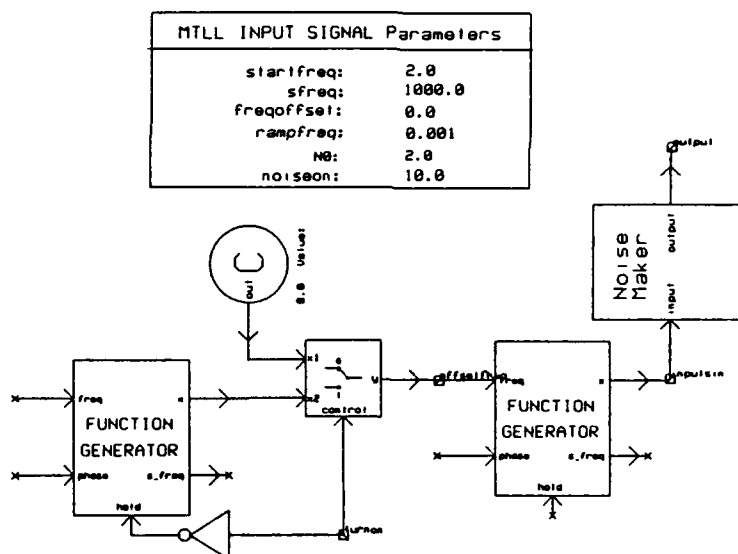 MTLL INPUT SIGNAL Parameters
startfreq: 2.0
sfreq: 1000.0
freqoffset: 0.0
rampfreq: 0.001
N0: 2.0
noiseon: 10.0
output
Noise Maker
input
output
C
out
0.0 Value:
x1
x2
0
1
y
control
freq
x
FUNCTION
GENERATOR
phase
s_freq
hold
freq
x
inputsin
FUNCTION
GENERATOR
phase
s_freq
hold